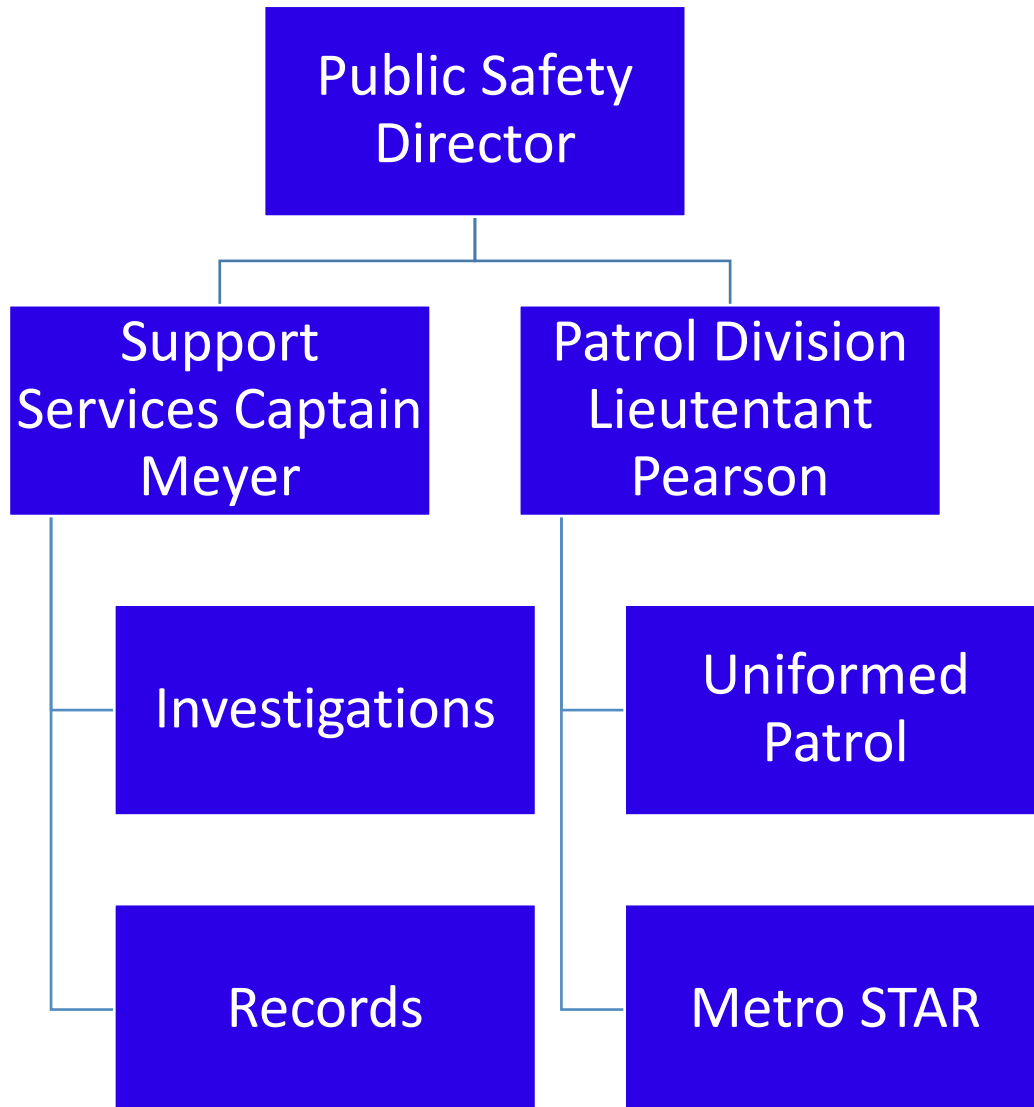 Public Safety
Director
Support
Services Captain
Meyer
Patrol Division
Lieutentant
Pearson
Investigations
Uniformed
Patrol
Records
Metro STAR